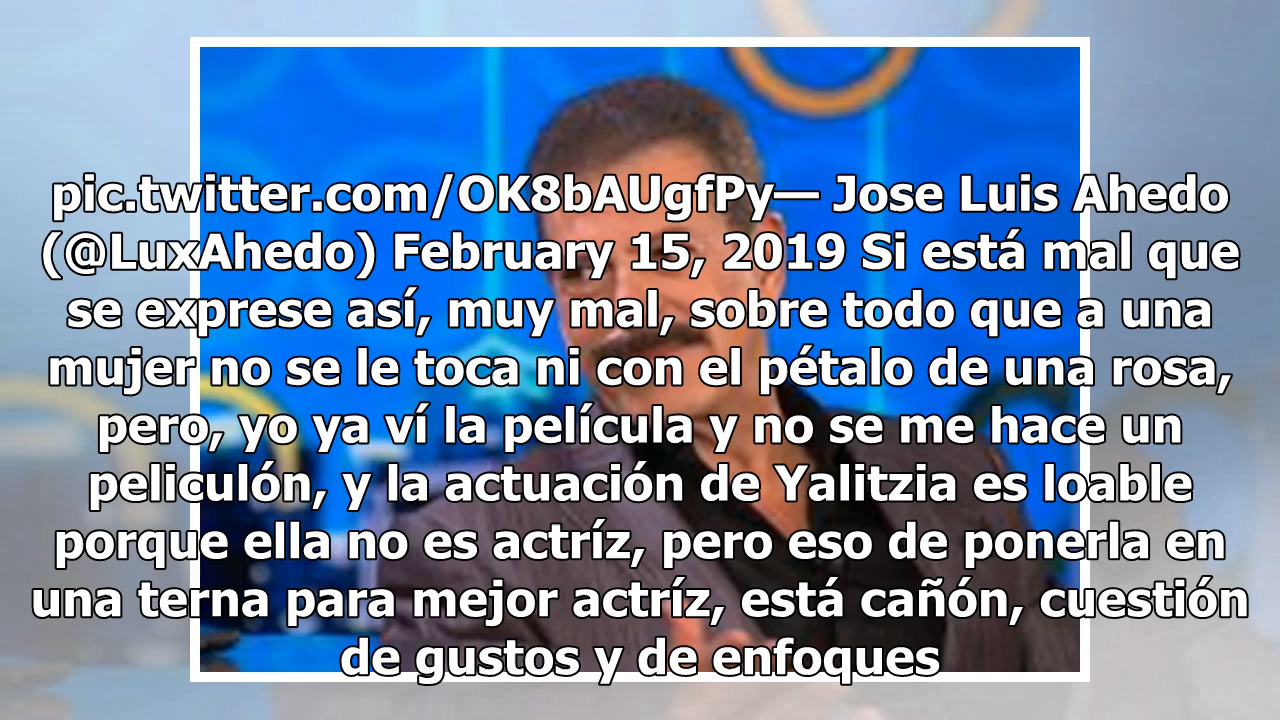 pic.twitter.com/OK8bAUgfPy— Jose Luis Ahedo
(@LuxAhedo) February 15, 2019 Si está mal que
se exprese así, muy mal, sobre todo que a una
mujer no se le toca ni con el pétalo de una rosa,
pero, yo ya ví la película y no se me hace un
peliculón, y la actuación de Yalitzia es loable
porque ella no es actríz, pero eso de ponerla en
una terna para mejor actríz, está cañón, cuestión
de gustos y de enfoques